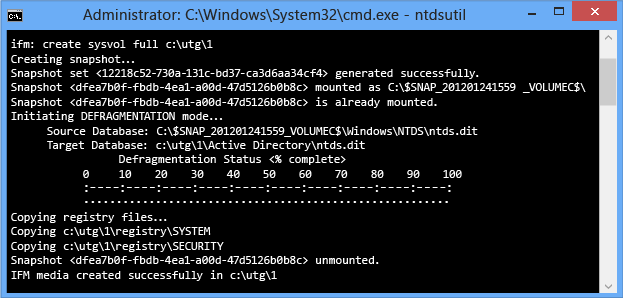 Administrator: C:\Windows\System32\cmd.exe - ntdsutil
ifm: create sysvol full c:\utg\1
Creating snapshot...
Snapshot set <12218c52-730a-131c-bd37-ca3d6aa34cf4> generated successfully.
Snapshot <dfea7b0f-fbdb-4ea1-a00d-47d5126b0b8c> mounted as C:\$SNAP_201201241559 _VOLUMEC$\
Snapshot <dfea7b0f-fbdb-4ea1-a00d-47d5126b0b8c> is already mounted.
Initiating DEFRAGMENTATION mode...
Source Database: C:\$SNAP_201201241559_VOLUMEC$\Windows\NTDS\ntds.dit
Target Database: c:\utg\1\Active Directory\ntds.dit
Defragmentation Status <% complete>
0 10 20 30 40 50 60 70 80 90 100
:----:----:----:----:----:----:----:----:----:----:
...................................................
Copying registry files...
Copying c:\utg\1\registry\SYSTEM
Copying c:\utg\1\registry\SECURITY
Snapshot <dfea7b0f-fbdb-4ea1-a00d-47d5126b0b8c> unmounted.
IFM media created successfully in c:\utg\1